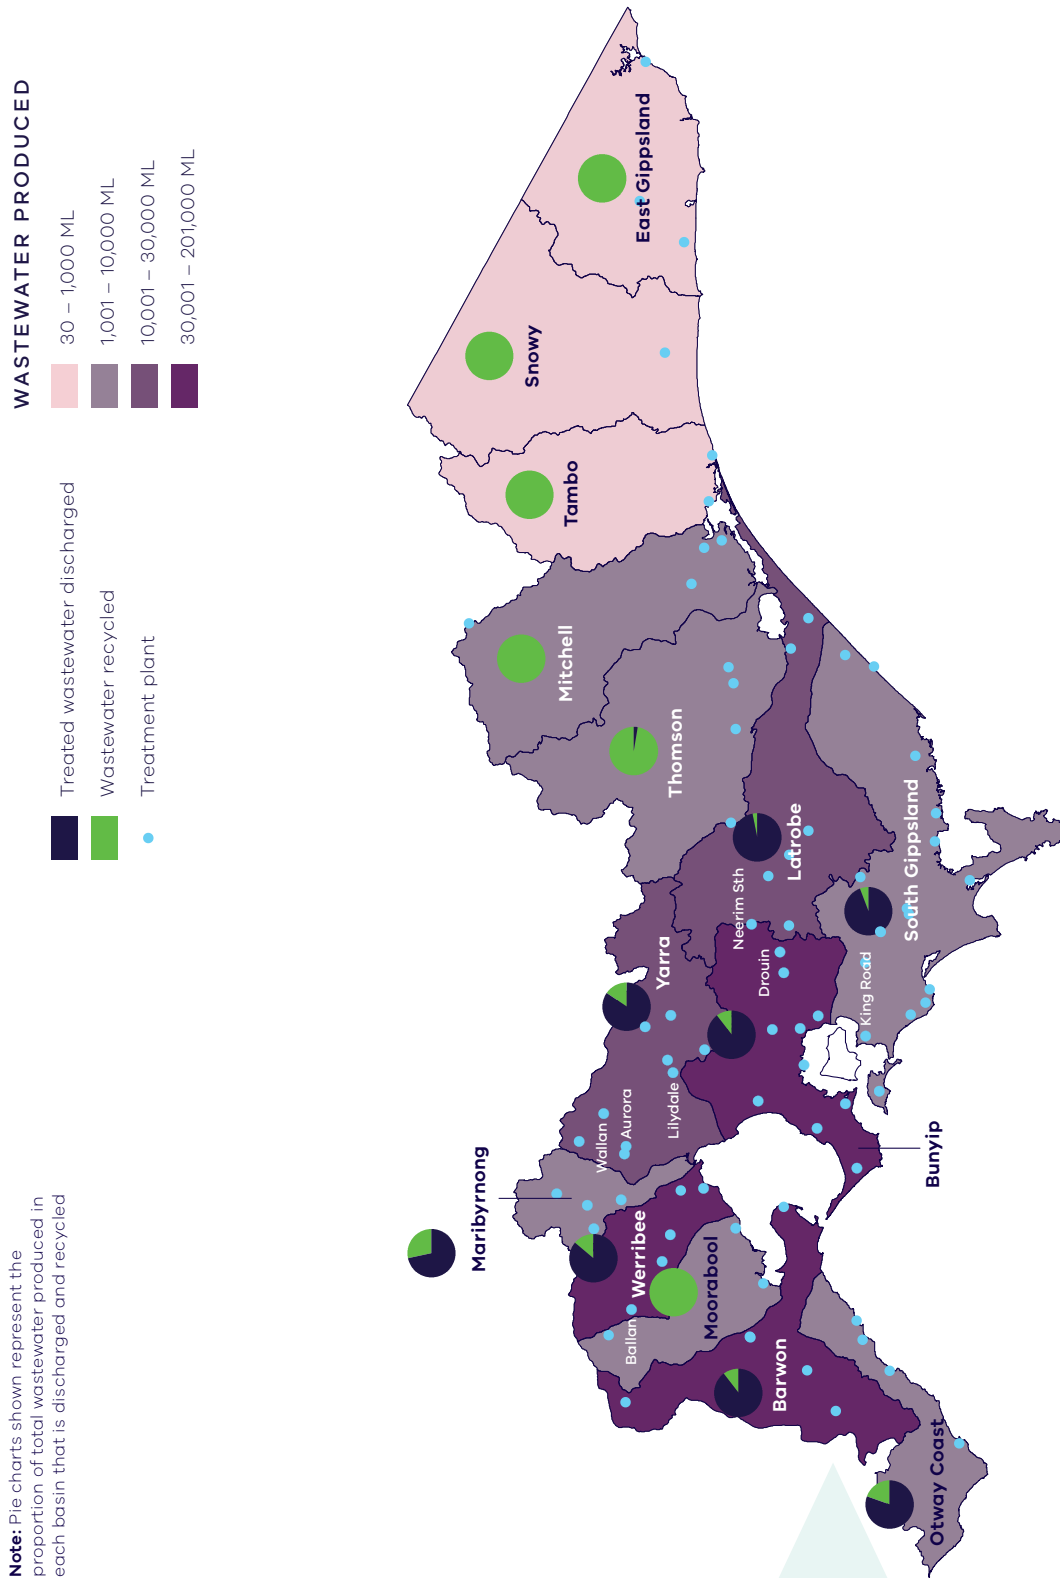 Note: Pie charts shown represent the
proportion of total wastewater produced in
each basin that is discharged and recycled
Treated wastewater discharged
Wastewater recycled
Treatment plant
WASTEWATER PRODUCED
30 – 1,000 ML
1,001 – 10,000 ML
10,001 – 30,000 ML
30,001 – 201,000 ML
Maribyrnong
Werribee
Ballan
Moorabool
Barwon
Otway Coast
Wallan
Aurora
Lilydale
Yarra
Bunyip
Drouin
Neerim Sth
King Road
Latrobe
South Gippsland
Thomson
Mitchell
Tambo
Snowy
East Gippsland